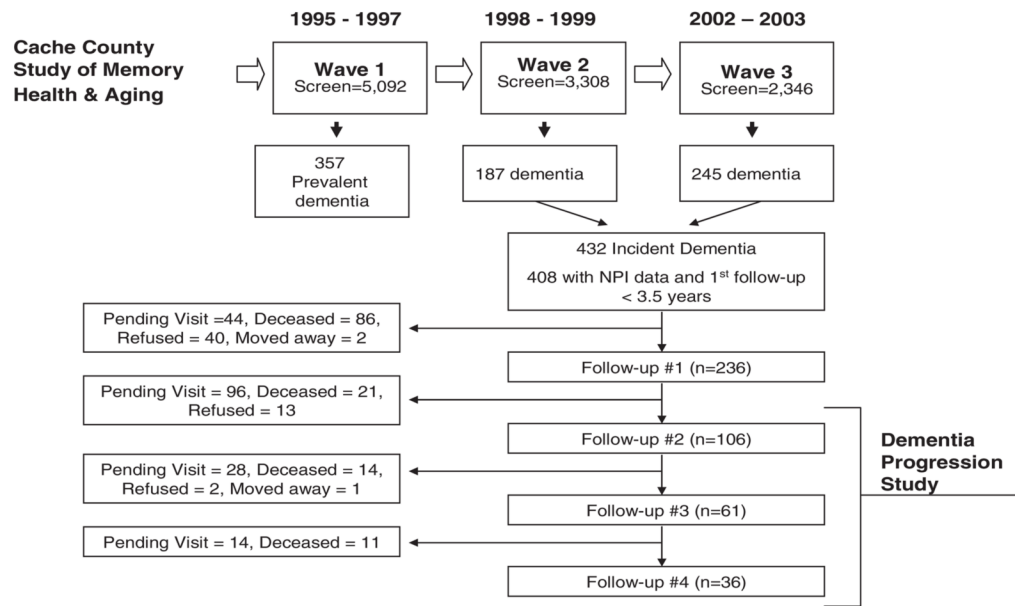 1995 - 1997
1998 - 1999
2002 – 2003
Cache County
Study of Memory
Health & Aging
Wave 1
Screen=5,092
Wave 2
Screen=3,308
Wave 3
Screen=2,346
357
Prevalent
dementia
187 dementia
245 dementia
432 Incident Dementia
408 with NPI data and 1st follow-up
< 3.5 years
Pending Visit =44, Deceased = 86,
Refused = 40, Moved away = 2
Follow-up #1 (n=236)
Pending Visit = 96, Deceased = 21,
Refused = 13
Follow-up #2 (n=106)
Pending Visit = 28, Deceased = 14,
Refused = 2, Moved away = 1
Follow-up #3 (n=61)
Pending Visit = 14, Deceased = 11
Follow-up #4 (n=36)
Dementia
Progression
Study